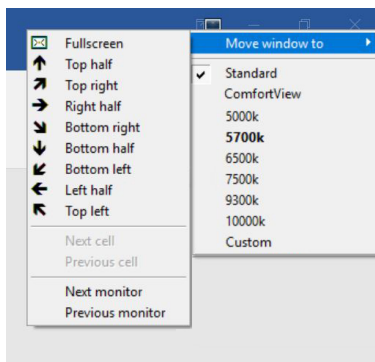 Fullscreen
Top half
Top right
Right half
Bottom right
Bottom half
Bottom left
Left half
Top left
Next cell
Previous cell
Next monitor
Previous monitor
Move window to
Standard
ComfortView
5000k
5700k
6500k
7500k
9300k
10000k
Custom